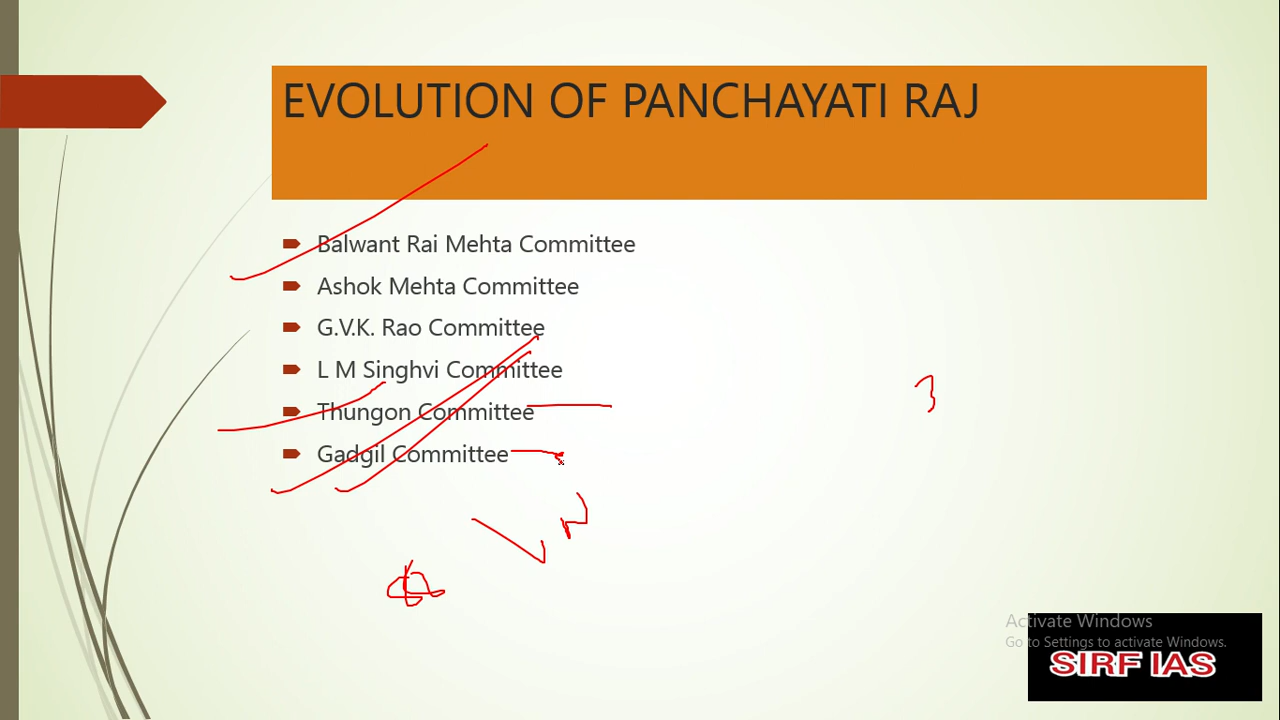 EVOLUTION OF PANCHAYATI RAJ
Balwant Rai Mehta Committee
Ashok Mehta Committee
G.V.K. Rao Committee
L M Singhvi Committee
Thungon Committee
Gadgil Committee
Activate Windows
Go to Settings to activate Windows.
SIRF IAS